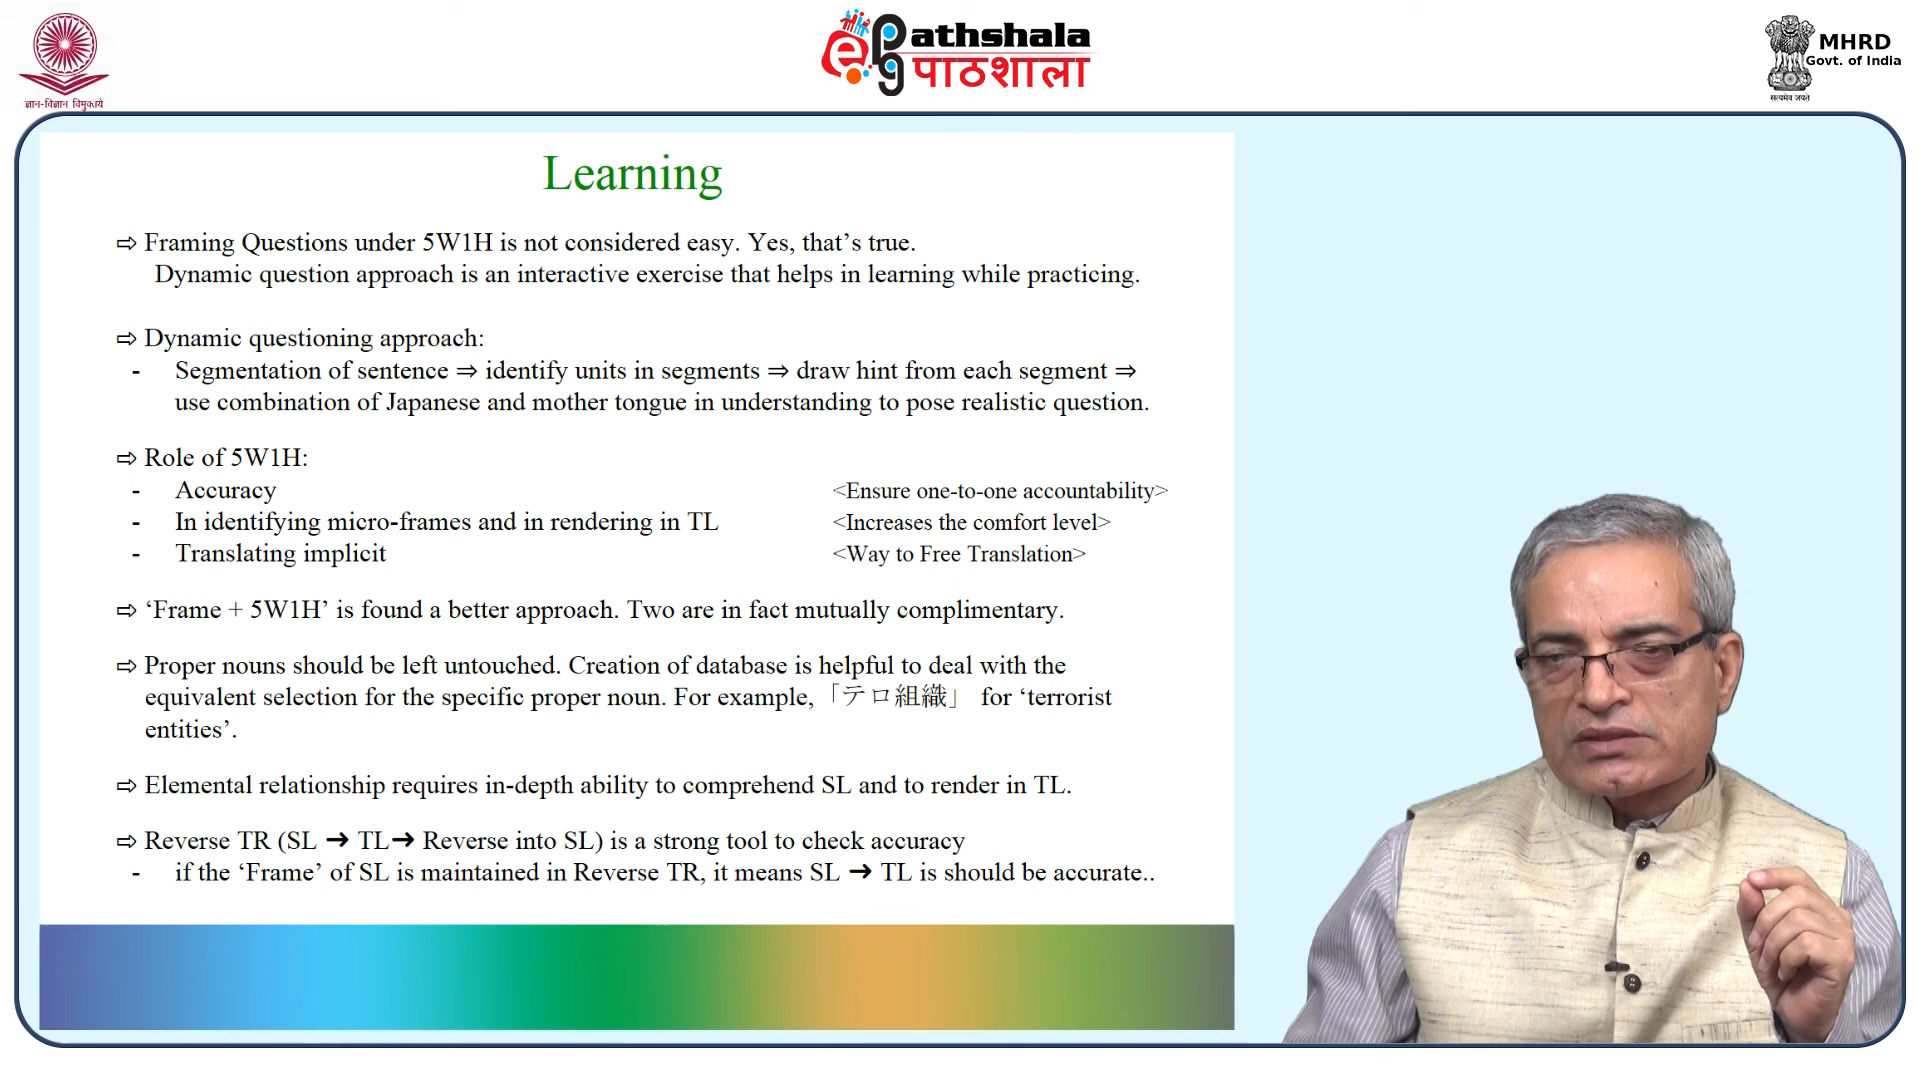 ज्ञान-विज्ञान विमुक्तये
ePathshala
पाठशाला
सत्यमेव जयते
MHRD
Govt. of India
Learning
⇨ Framing Questions under 5W1H is not considered easy. Yes, that’s true.
Dynamic question approach is an interactive exercise that helps in learning while practicing.
⇨ Dynamic questioning approach:
- Segmentation of sentence ⇒ identify units in segments ⇒ draw hint from each segment ⇒
use combination of Japanese and mother tongue in understanding to pose realistic question.
⇨ Role of 5W1H:
- Accuracy <Ensure one-to-one accountability>
- In identifying micro-frames and in rendering in TL <Increases the comfort level>
- Translating implicit <Way to Free Translation>
⇨ ‘Frame + 5W1H’ is found a better approach. Two are in fact mutually complimentary.
⇨ Proper nouns should be left untouched. Creation of database is helpful to deal with the
equivalent selection for the specific proper noun. For example,「テロ組織」 for ‘terrorist
entities’.
⇨ Elemental relationship requires in-depth ability to comprehend SL and to render in TL.
⇨ Reverse TR (SL ➔ TL➔ Reverse into SL) is a strong tool to check accuracy
- if the ‘Frame’ of SL is maintained in Reverse TR, it means SL ➔ TL is should be accurate..